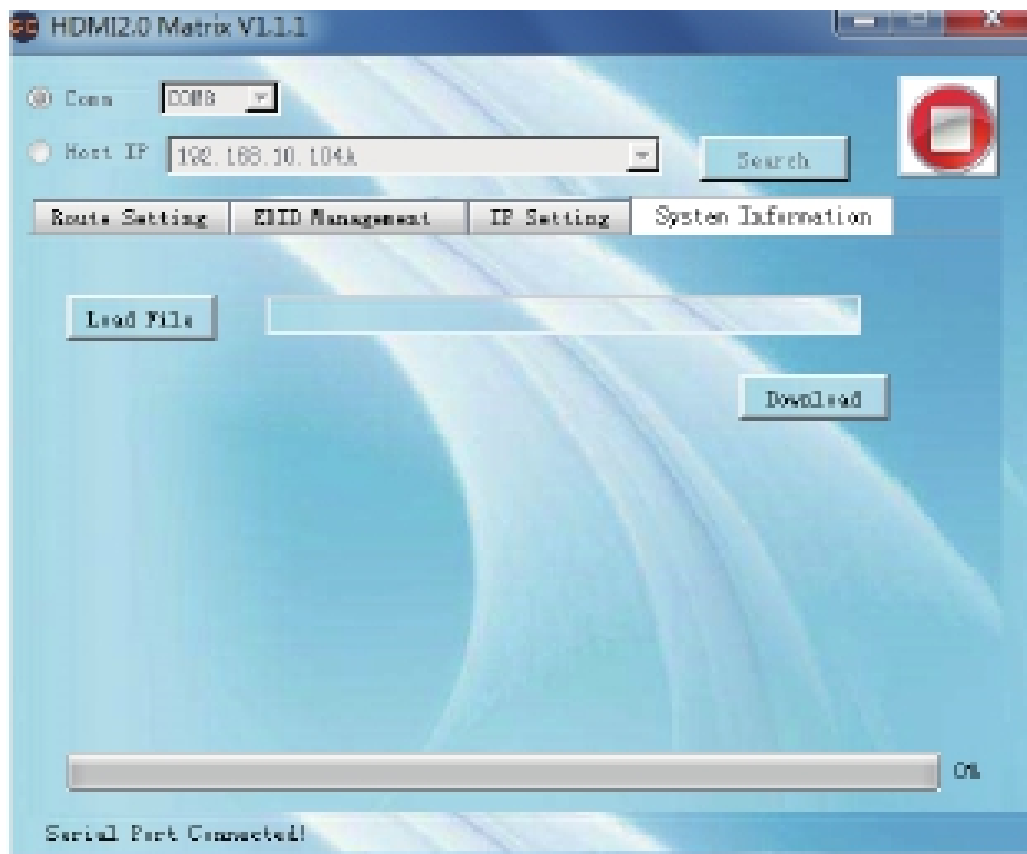 HDMI2.0 Matrix V1.1.1
Comm COM8
Host IP 192.168.10.104A Search
Route Setting EDID Management IP Setting System Information
Load File
Download
0%
Serial Port Connected!